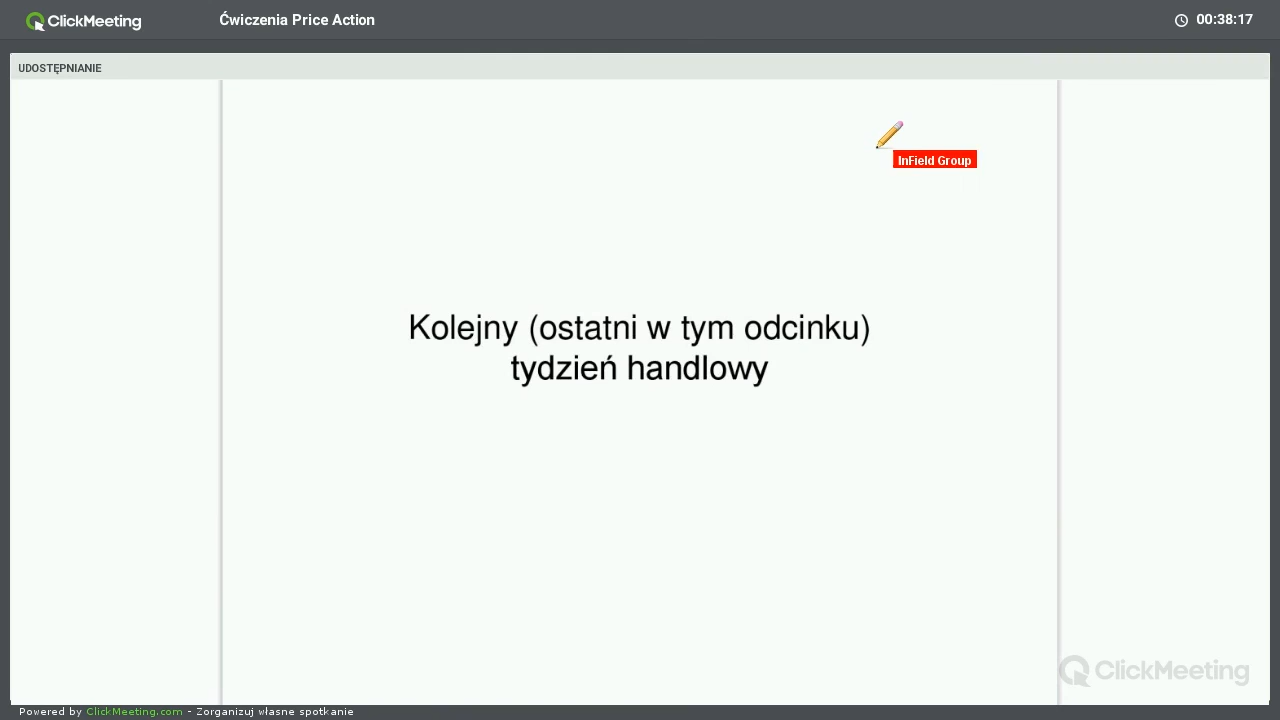 ClickMeeting
Ćwiczenia Price Action
00:38:17
UDOSTĘPNIANIE
InField Group
Kolejny (ostatni w tym odcinku)
tydzień handlowy
ClickMeeting
Powered by ClickMeeting.com - Zorganizuj własne spotkanie